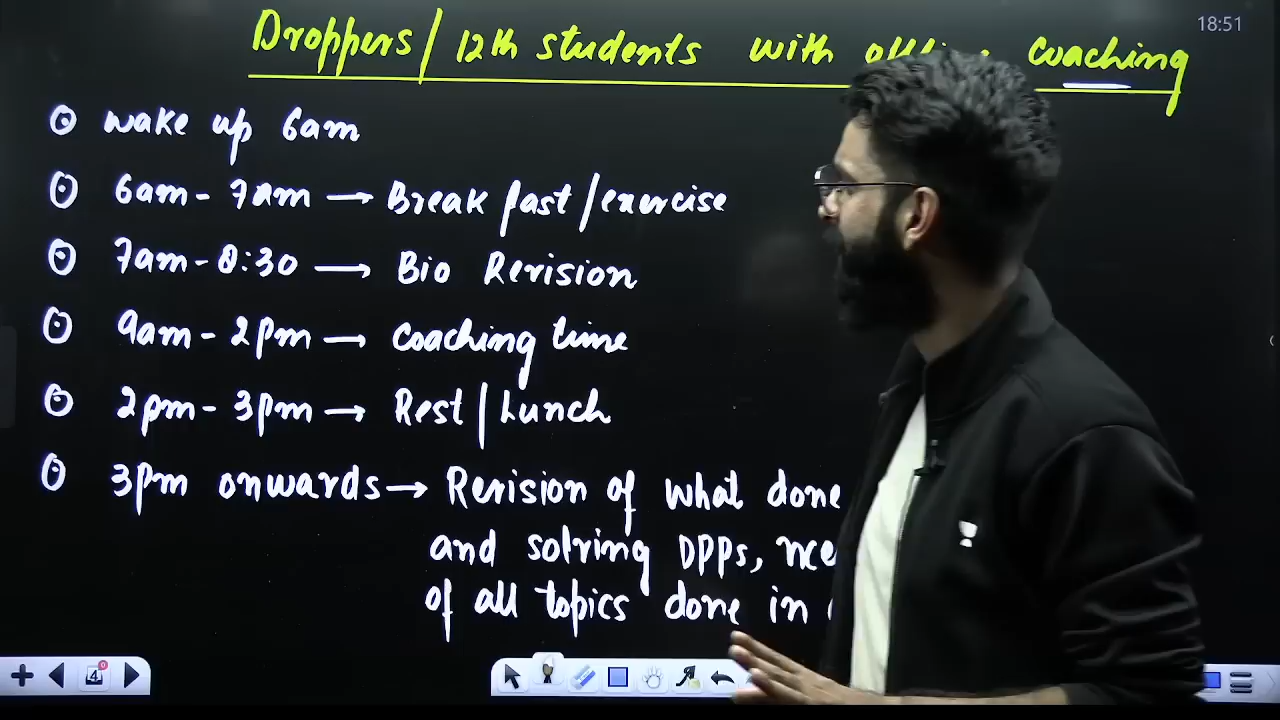 18:51
Droppers / 12th students with coaching
wake up 6am
6am - 7am → Breakfast/exercise
7am - 8:30 → Bio Revision
9am - 2pm → coaching time
2pm - 3pm → Rest/Lunch
3pm onwards → Revision of what done
and solving DPPs,
of all topics done in
4
0